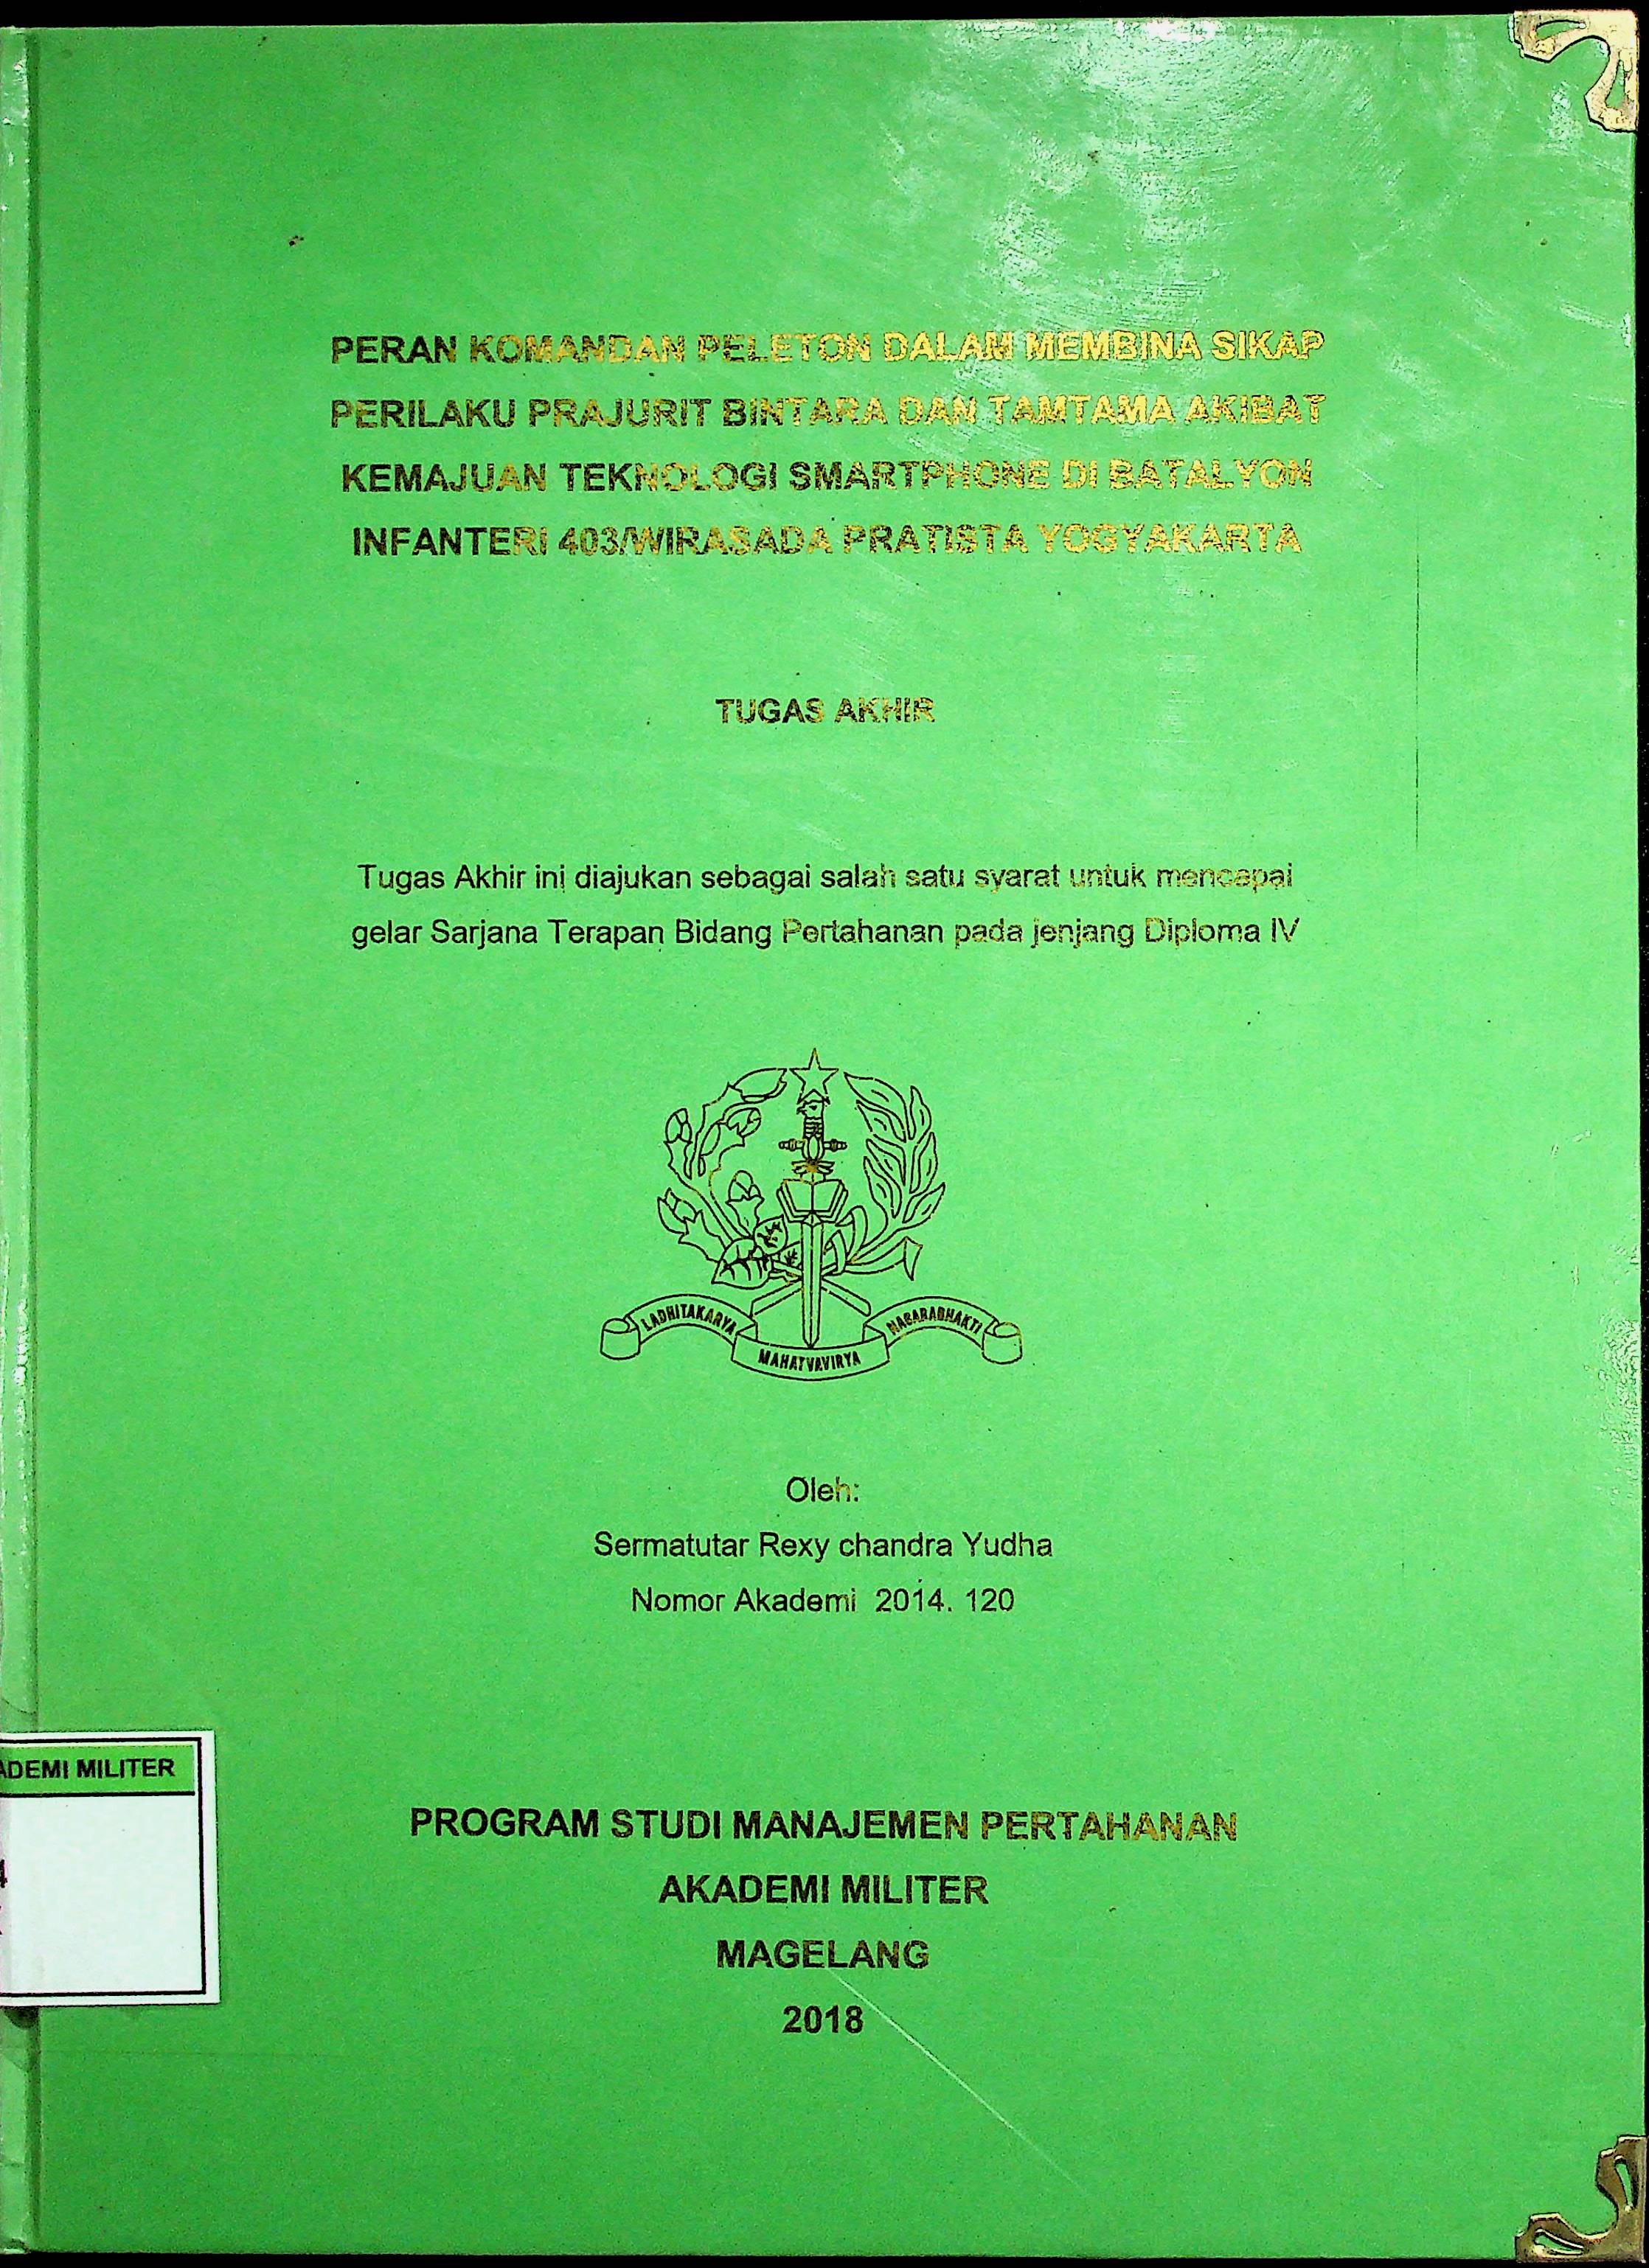 PERAN KOMANDAN PELETON DALAM MEMBINA SIKAP
PERILAKU PRAJURIT BINTARA DAN TAMTAMA AKIBAT
KEMAJUAN TEKNOLOGI SMARTPHONE DI BATALYON
INFANTERI 403/WIRASADA PRATISTA YOGYAKARTA
TUGAS AKHIR
Tugas Akhir ini diajukan sebagai salah satu syarat untuk mencapai
gelar Sarjana Terapan Bidang Pertahanan pada jenjang Diploma IV
ADHITAKARYA
MAHATVAVIRYA
NAGARABHAKTI
Oleh:
Sermatutar Rexy chandra Yudha
Nomor Akademi 2014. 120
ADEMI MILITER
PROGRAM STUDI MANAJEMEN PERTAHANAN
AKADEMI MILITER
MAGELANG
2018